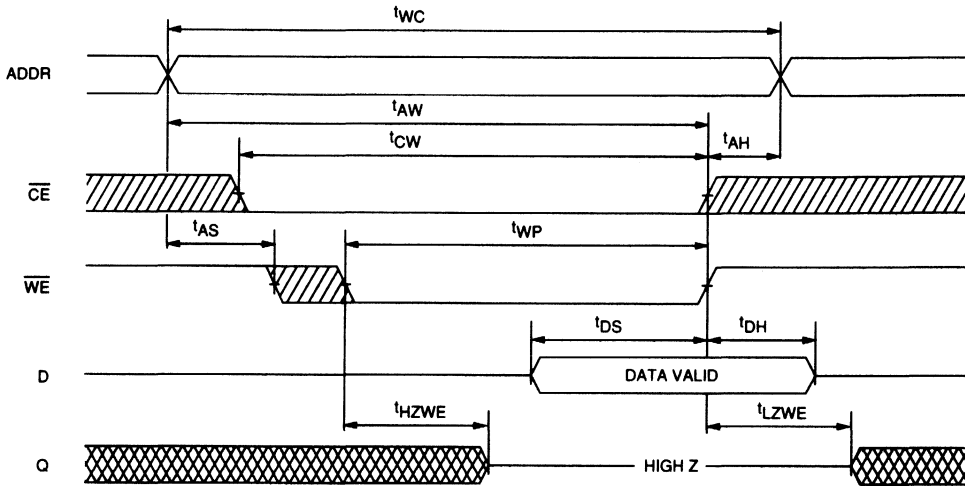 tWC
ADDR
tAW
tCW
tAH
CE
tAS
tWP
WE
tDS
tDH
D
DATA VALID
tHZWE
tLZWE
Q
HIGH Z